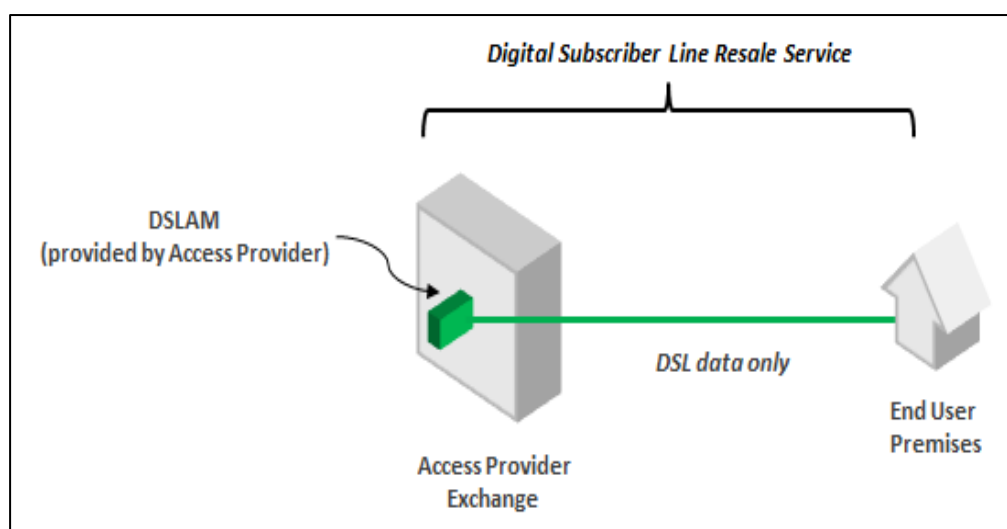 Digital Subscriber Line Resale Service
DSLAM
(provided by Access Provider)
DSL data only
End User
Premises
Access Provider
Exchange